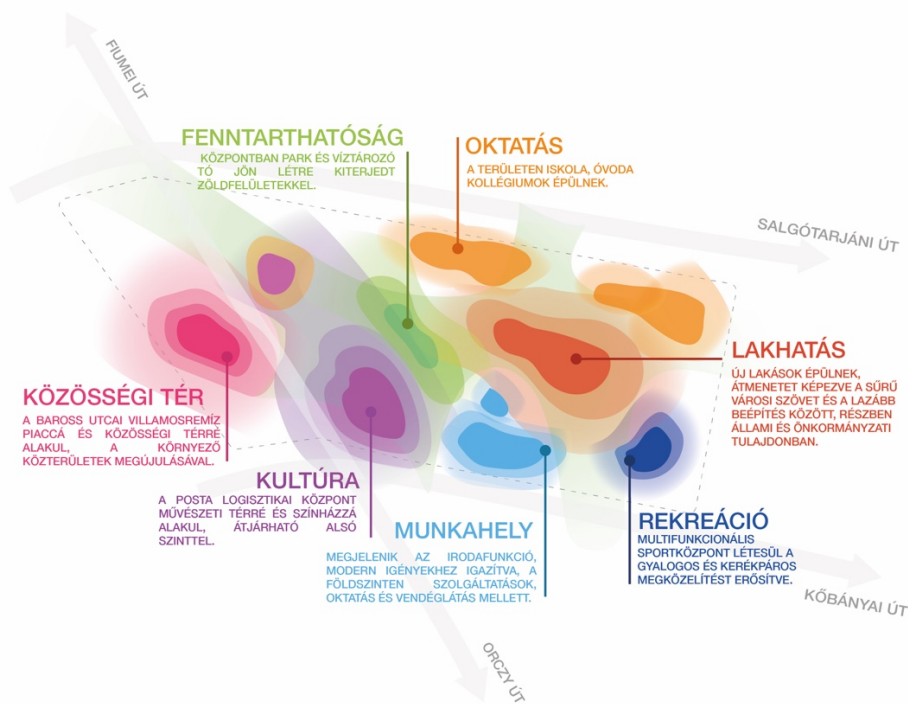 FIUMEI ÚT
FENNTARTHATÓSÁG
KÖZPONTBAN PARK ÉS VÍZTÁROZÓ
TÓ JÖN LÉTRE KITERJEDT
ZÖLDFELÜLETEKKEL.
OKTATÁS
A TERÜLETEN ISKOLA, ÓVODA
KOLLÉGIUMOK ÉPÜLNEK.
SALGÓTARJÁNI ÚT
LAKHATÁS
ÚJ LAKÁSOK ÉPÜLNEK,
ÁTMENETET KÉPEZVE A SŰRŰ
VÁROSI SZÖVET ÉS A LAZÁBB
BEÉPÍTÉS KÖZÖTT, RÉSZBEN
ÁLLAMI ÉS ÖNKORMÁNYZATI
TULAJDONBAN.
KÖZÖSSÉGI TÉR
A BAROSS UTCAI VILLAMOSREMÍZ
PIACCÁ ÉS KÖZÖSSÉGI TÉRRÉ
ALAKUL, A KÖRNYEZŐ
KÖZTERÜLETEK MEGÚJULÁSÁVAL.
KULTÚRA
A POSTA LOGISZTIKAI KÖZPONT
MŰVÉSZETI TÉRRÉ ÉS SZÍNHÁZZÁ
ALAKUL, ÁTJÁRHATÓ ALSÓ
SZINTTEL.
MUNKAHELY
MEGJELENIK AZ IRODAFUNKCIÓ,
MODERN IGÉNYEKHEZ IGAZÍTVA, A
FÖLDSZINTEN SZOLGÁLTATÁSOK,
OKTATÁS ÉS VENDÉGLÁTÁS MELLETT.
REKREÁCIÓ
MULTIFUNKCIONÁLIS
SPORTKÖZPONT LÉTESÜL A
GYALOGOS ÉS KERÉKPÁROS
MEGKÖZELÍTÉST ERŐSÍTVE.
KŐBÁNYAI ÚT
ORCZY ÚT